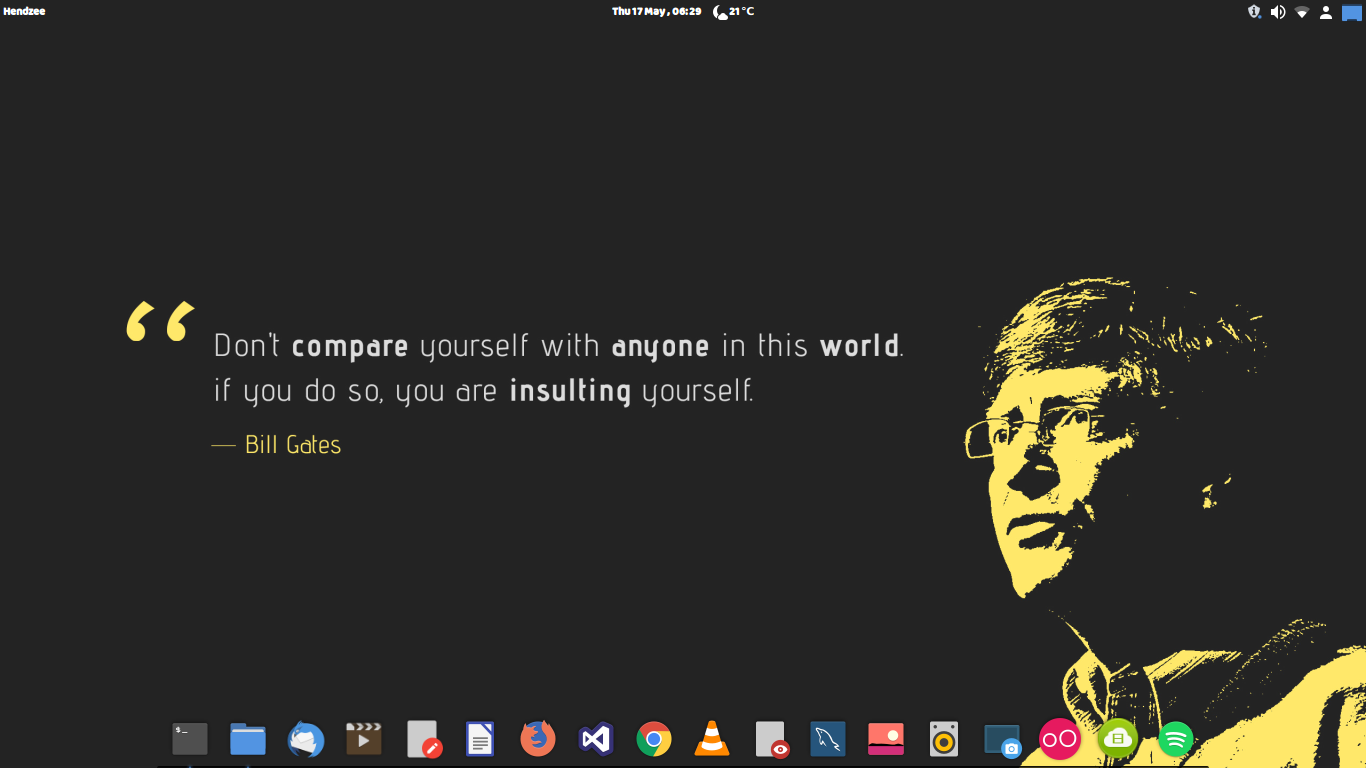 Hendzee
Thu 17 May , 06:29 21 °C
“
Don't compare yourself with anyone in this world.
if you do so, you are insulting yourself.
— Bill Gates
$_